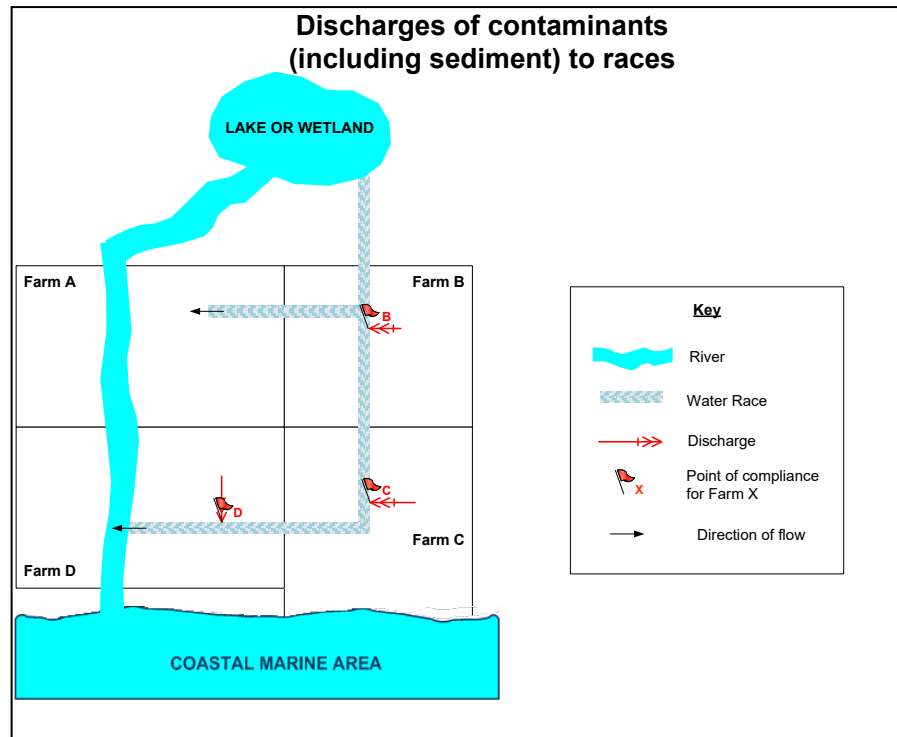 Discharges of contaminants
(including sediment) to races
LAKE OR WETLAND
Farm A
Farm B
B
C
D
Farm C
Farm D
COASTAL MARINE AREA
Key
River
Water Race
Discharge
X
Point of compliance
for Farm X
Direction of flow